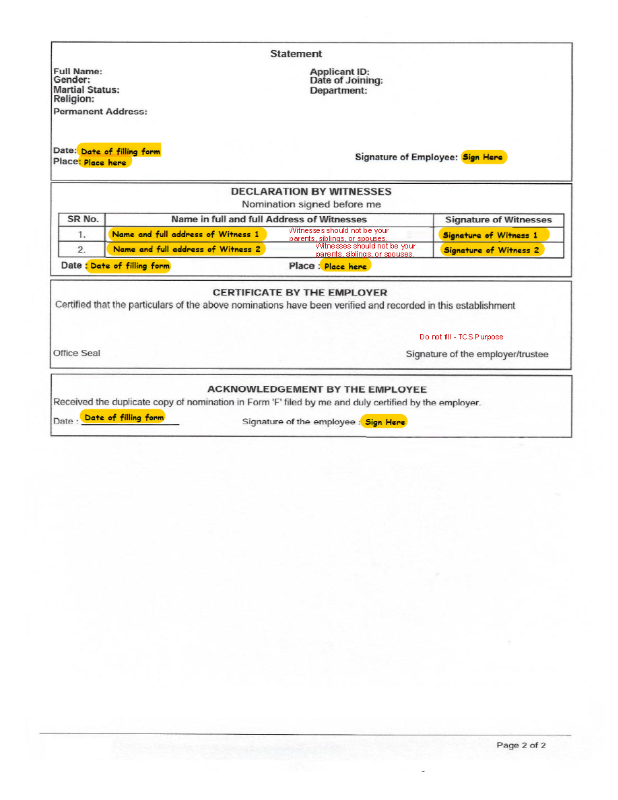 Statement
Full Name: Applicant ID:
Gender: Date of Joining:
Martial Status: Department:
Religion:
Permanent Address:
Date: Date of filling form
Place: Place here Signature of Employee: Sign Here
DECLARATION BY WITNESSES
Nomination signed before me
SR No. Name in full and full Address of Witnesses Signature of Witnesses
1. Name and full address of Witness 1 Witnesses should not be your parents, siblings, or spouses. Signature of Witness 1
2. Name and full address of Witness 2 Witnesses should not be your parents, siblings, or spouses. Signature of Witness 2
Date : Date of filling form Place : Place here
CERTIFICATE BY THE EMPLOYER
Certified that the particulars of the above nominations have been verified and recorded in this establishment
Do not fill - TCS Purpose
Office Seal Signature of the employer/trustee
ACKNOWLEDGEMENT BY THE EMPLOYEE
Received the duplicate copy of nomination in Form 'F' filed by me and duly certified by the employer.
Date : Date of filling form Signature of the employee : Sign Here
Page 2 of 2